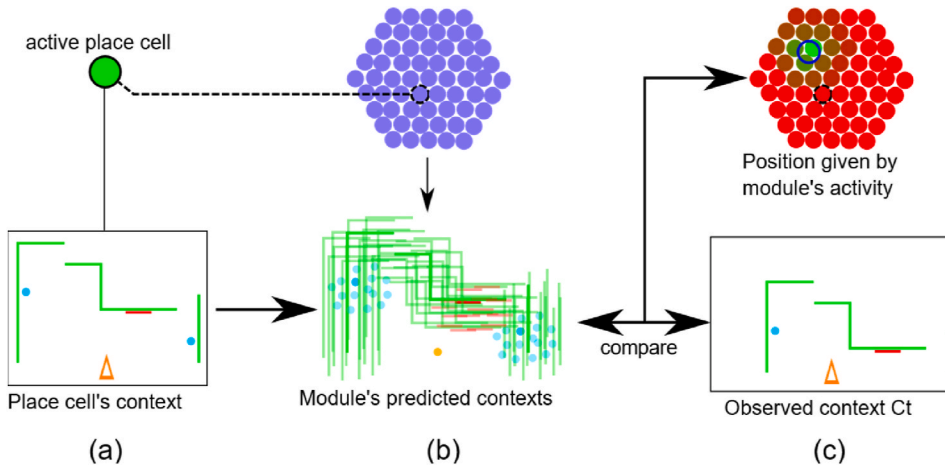 active place cell
Position given by
module's activity
compare
Place cell's context
Module's predicted contexts
Observed context Ct
(a)
(b)
(c)